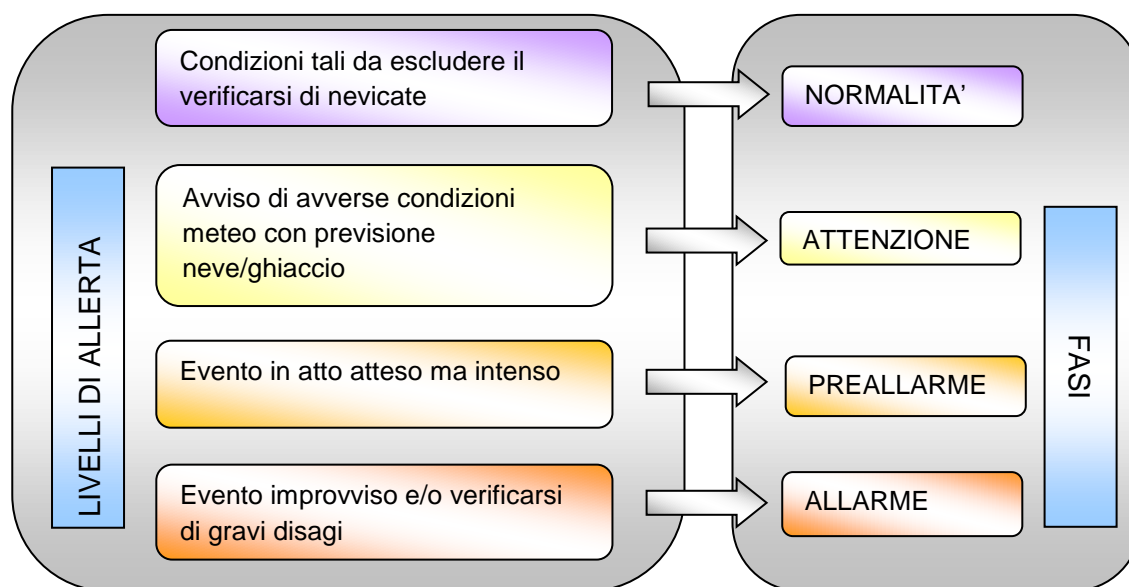 LIVELLI DI ALLERTA
Condizioni tali da escludere il
verificarsi di nevicate
NORMALITA’
Avviso di avverse condizioni
meteo con previsione
neve/ghiaccio
ATTENZIONE
Evento in atto atteso ma intenso
PREALLARME
Evento improvviso e/o verificarsi
di gravi disagi
ALLARME
FASI